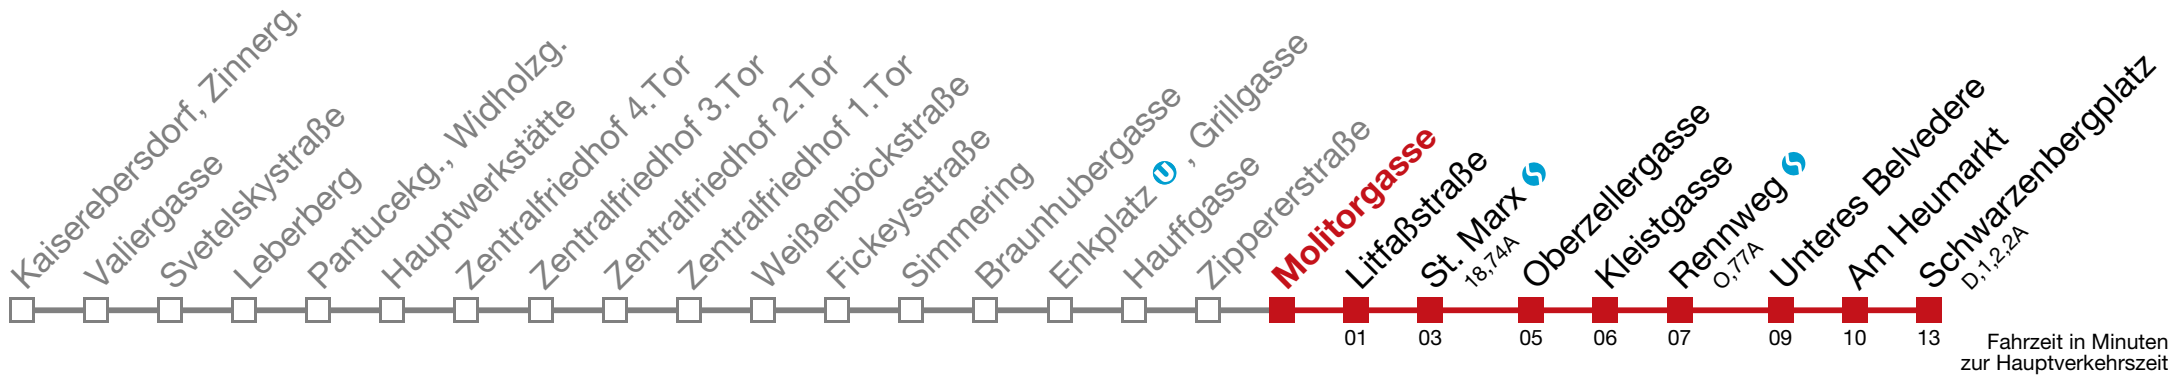 Kaiserebersdorf, Zinnerg.
Valiergasse
Svetelskystraße
Leberberg
Pantucekg., Widholzg.
Hauptwerkstätte
Zentralfriedhof 4.Tor
Zentralfriedhof 3.Tor
Zentralfriedhof 2.Tor
Zentralfriedhof 1.Tor
Weißenböckstraße
Fickeysstraße
Simmering
Braunhubergasse
Enkplatz U, Grillgasse
Hauffgasse
Zippererstraße
Molitorgasse
Litfaßstraße
St. Marx S
18,74A
Oberzellergasse
Kleistgasse
Rennweg S
O,77A
Unteres Belvedere
Am Heumarkt
Schwarzenbergplatz
D,1,2,2A
01 03 05 06 07 09 10 13
Fahrzeit in Minuten
zur Hauptverkehrszeit